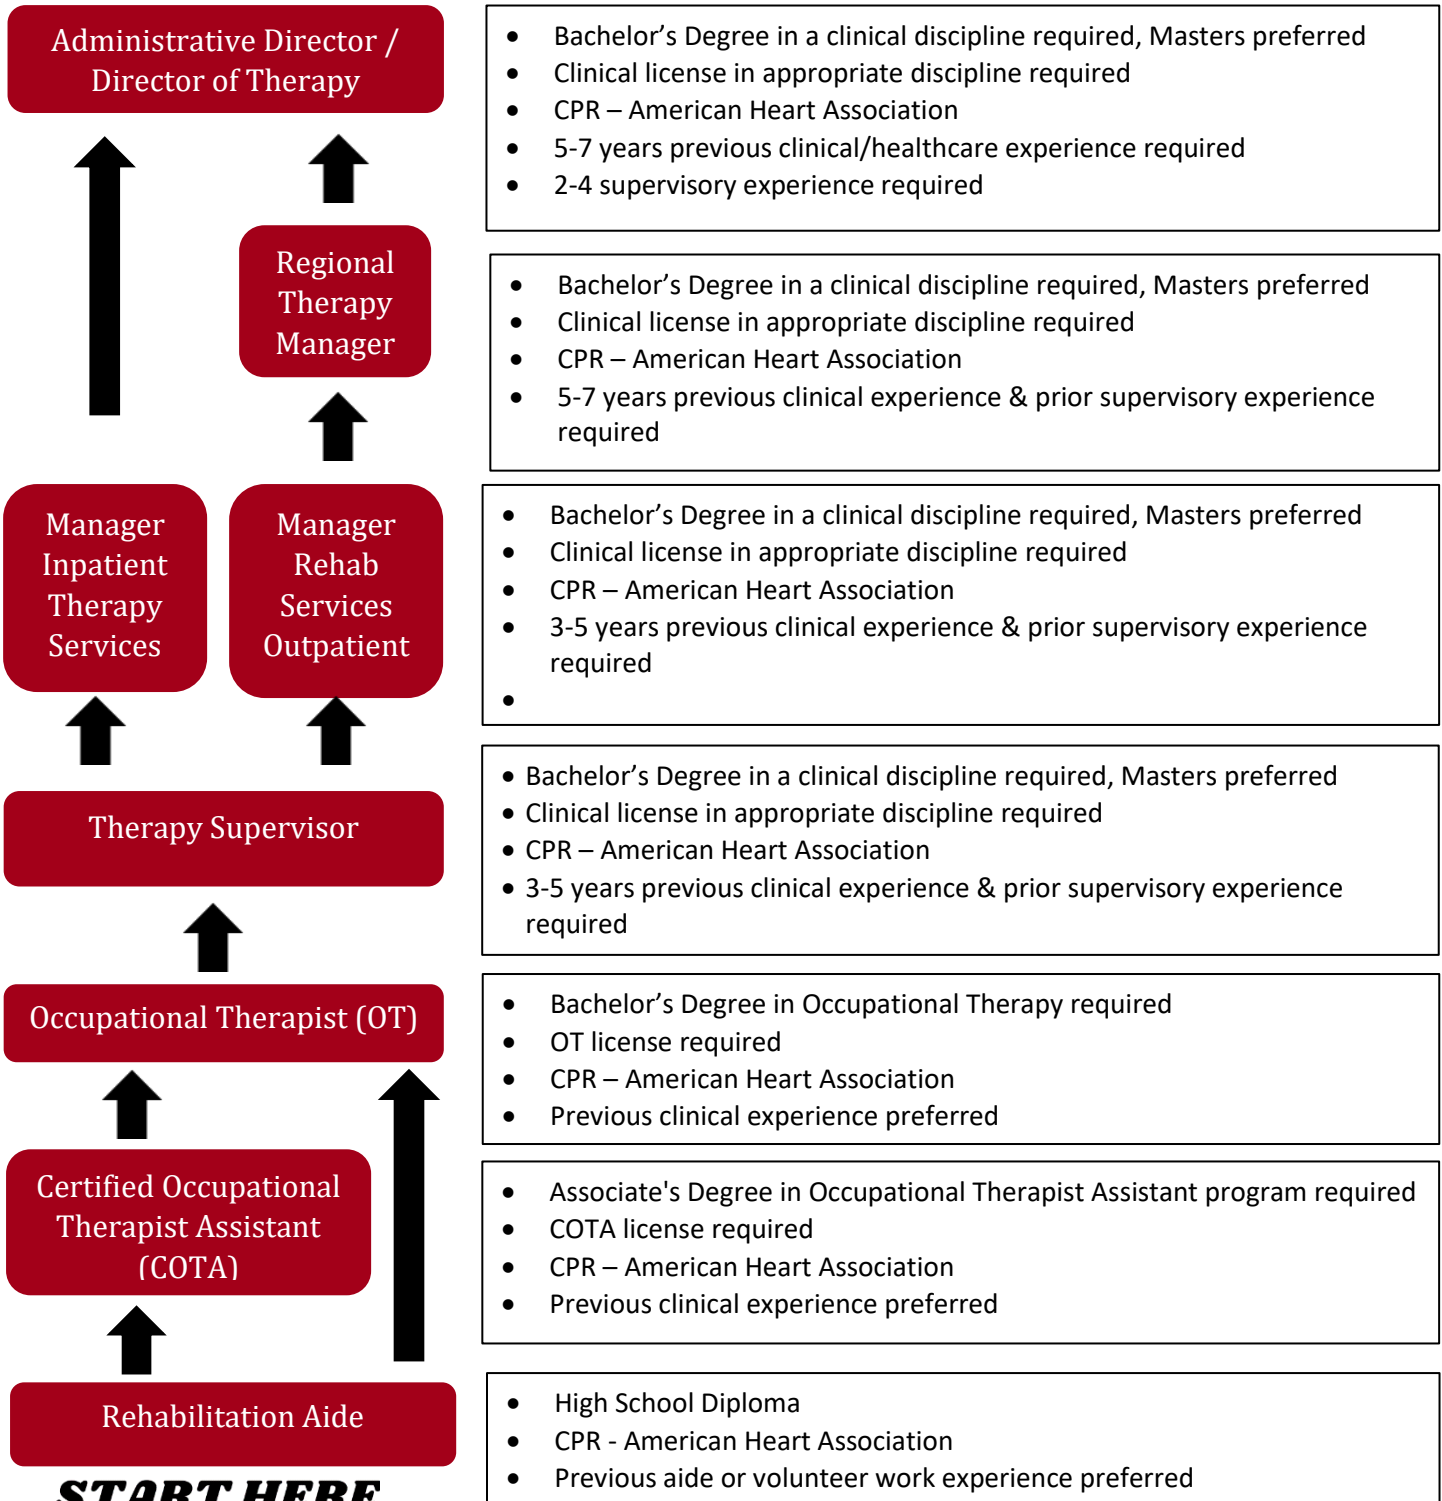 Administrative Director /
Director of Therapy
• Bachelor’s Degree in a clinical discipline required, Masters preferred
• Clinical license in appropriate discipline required
• CPR – American Heart Association
• 5-7 years previous clinical/healthcare experience required
• 2-4 supervisory experience required
Regional
Therapy
Manager
• Bachelor’s Degree in a clinical discipline required, Masters preferred
• Clinical license in appropriate discipline required
• CPR – American Heart Association
• 5-7 years previous clinical experience & prior supervisory experience
required
Manager
Inpatient
Therapy
Services
Manager
Rehab
Services
Outpatient
• Bachelor’s Degree in a clinical discipline required, Masters preferred
• Clinical license in appropriate discipline required
• CPR – American Heart Association
• 3-5 years previous clinical experience & prior supervisory experience
required
•
Therapy Supervisor
• Bachelor’s Degree in a clinical discipline required, Masters preferred
• Clinical license in appropriate discipline required
• CPR – American Heart Association
• 3-5 years previous clinical experience & prior supervisory experience
required
Occupational Therapist (OT)
• Bachelor’s Degree in Occupational Therapy required
• OT license required
• CPR – American Heart Association
• Previous clinical experience preferred
Certified Occupational
Therapist Assistant
(COTA)
• Associate's Degree in Occupational Therapist Assistant program required
• COTA license required
• CPR – American Heart Association
• Previous clinical experience preferred
Rehabilitation Aide
• High School Diploma
• CPR - American Heart Association
• Previous aide or volunteer work experience preferred
START HERE